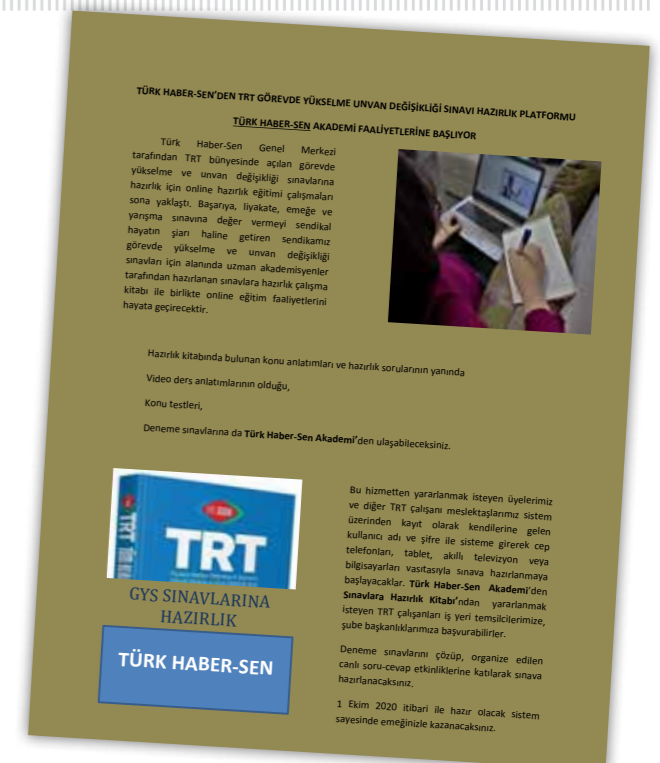 TÜRK HABER-SEN'DEN TRT GÖREVDE YÜKSELME UNVAN DEĞİŞİKLİĞİ SINAVI HAZIRLIK PLATFORMU
TÜRK HABER-SEN AKADEMİ FAALİYETLERİNE BAŞLIYOR
Türk Haber-Sen Genel Merkezi
tarafından TRT bünyesinde açılan görevde
yükselme ve unvan değişikliği sınavlarına
hazırlık için online hazırlık eğitimi çalışmaları
sona yaklaştı. Başarıya, liyakate, emeğe ve
yarışma sınavına değer vermeyi sendikal
hayatın şiarı haline getiren sendikamız
görevde yükselme ve unvan değişikliği
sınavları için alanında uzman akademisyenler
tarafından hazırlanan sınavlara hazırlık çalışma
kitabı ile birlikte online eğitim faaliyetlerini
hayata geçirecektir.
Hazırlık kitabında bulunan konu anlatımları ve hazırlık sorularının yanında
Video ders anlatımlarının olduğu,
Konu testleri,
Deneme sınavlarına da Türk Haber-Sen Akademi'den ulaşabileceksiniz.
TRT
GYS SINAVLARINA
HAZIRLIK
TÜRK HABER-SEN
Bu hizmetten yararlanmak isteyen üyelerimiz
ve diğer TRT çalışanı meslektaşlarımız sistem
üzerinden kayıt olarak kendilerine gelen
kullanıcı adı ve şifre ile sisteme girerek cep
telefonları, tablet, akıllı televizyon veya
bilgisayarları vasıtasıyla sınava hazırlanmaya
başlayacaklar. Türk Haber-Sen Akademi'den
Sınavlara Hazırlık Kitabı'ndan yararlanmak
isteyen TRT çalışanları iş yeri temsilcilerimize,
şube başkanlıklarımıza başvurabilirler.
Deneme sınavlarını çözüp, organize edilen
canlı soru-cevap etkinliklerine katılarak sınava
hazırlanacaksınız.
1 Ekim 2020 itibari ile hazır olacak sistem
sayesinde emeğinizle kazanacaksınız.